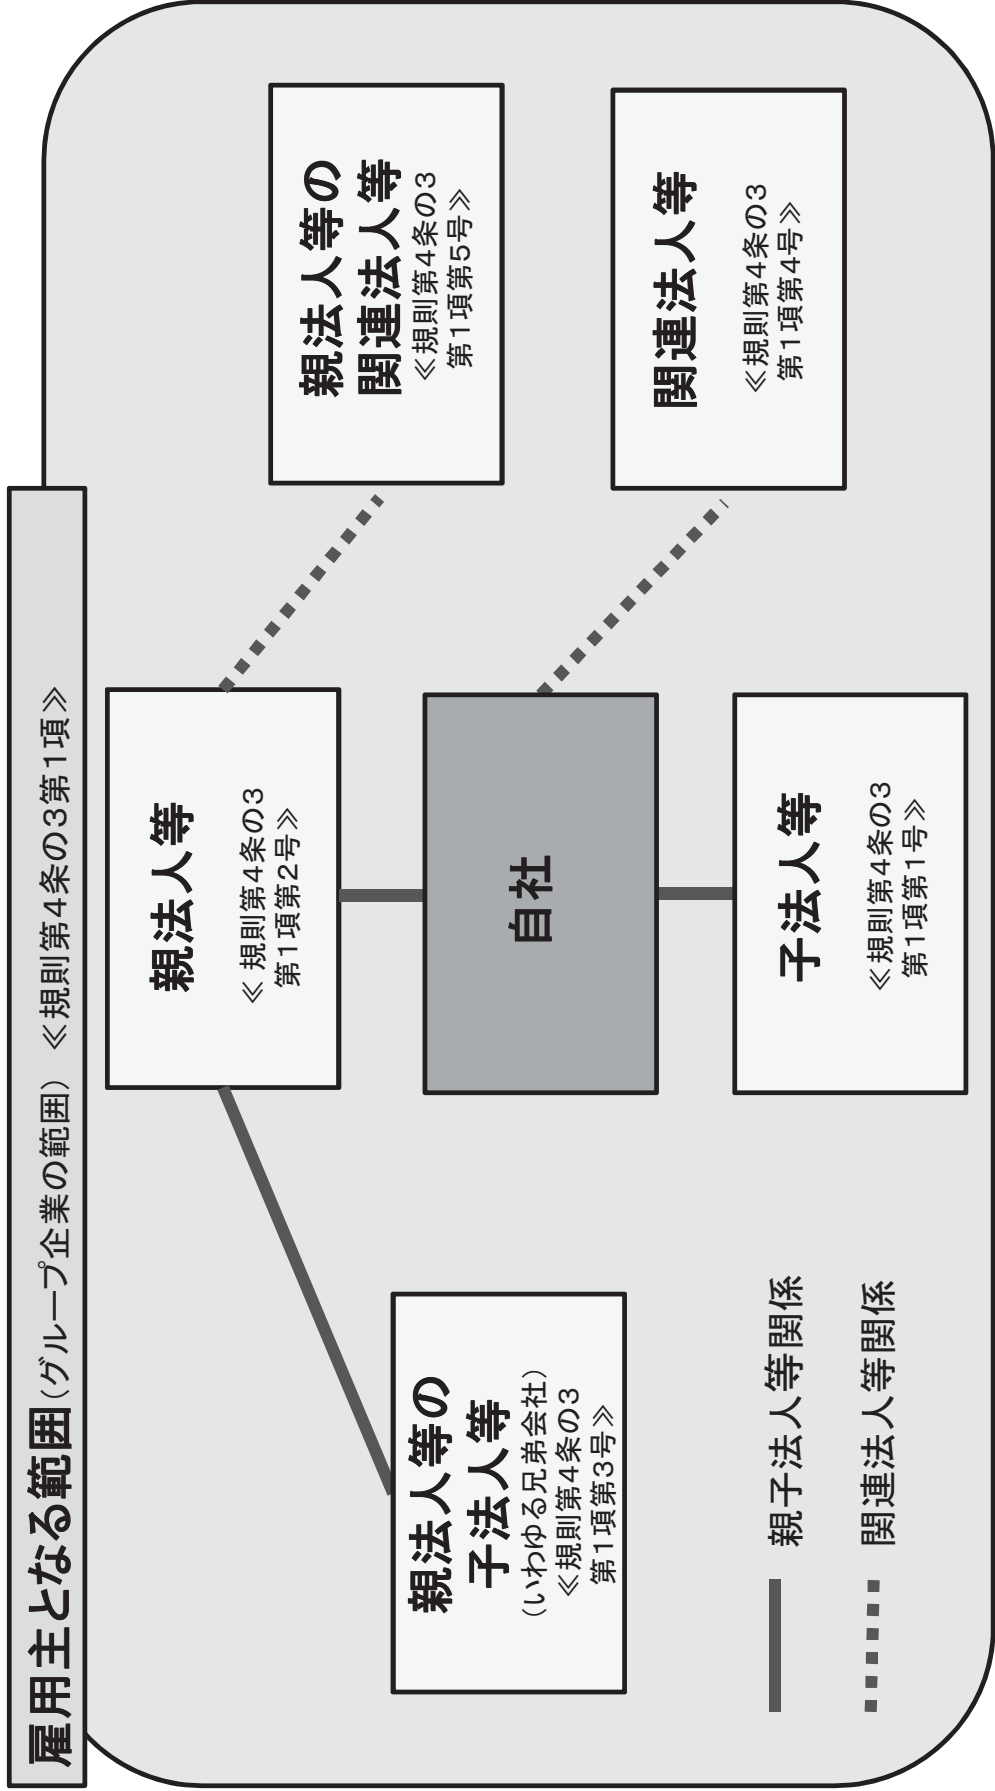 雇用主となる範囲（グループ企業の範囲）≪規則第４条の３第１項≫
親法人等
≪ 規則第４条の３
第１項第２号≫
親法人等の
関連法人等
≪規則第４条の３
第１項第５号≫
親法人等の
子法人等
（いわゆる兄弟会社）
≪規則第４条の３
第１項第３号≫
自社
関連法人等
≪規則第４条の３
第１項第４号≫
子法人等
≪規則第４条の３
第１項第１号≫
親子法人等関係
関連法人等関係